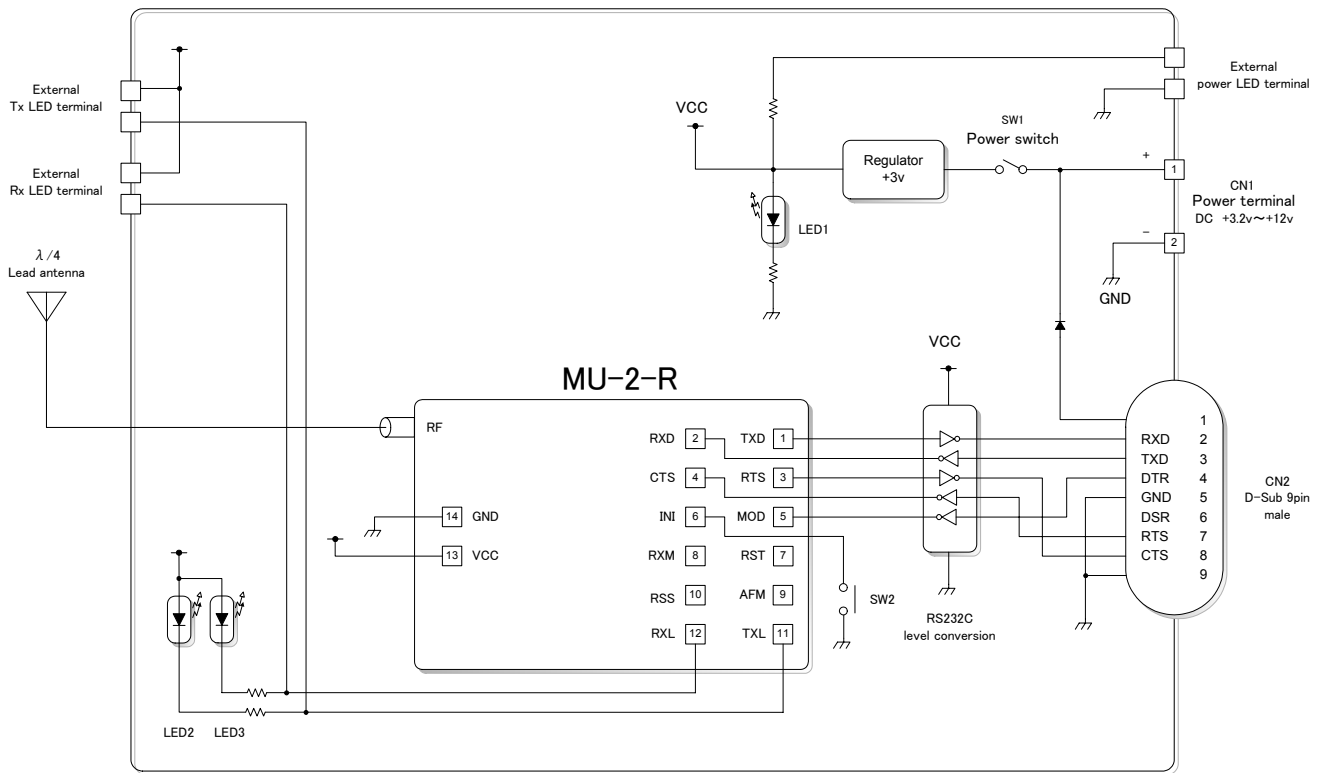 External
Tx LED terminal
External
Rx LED terminal
λ/4
Lead antenna
External
power LED terminal
VCC
SW1
Power switch
Regulator
+3v
+
1
CN1
Power terminal
DC +3.2v～+12v
−
2
GND
LED1
VCC
MU-2-R
RF
RXD 2 TXD 1
CTS 4 RTS 3
INI 6 MOD 5
RXM 8 RST 7
RSS 10 AFM 9
RXL 12 TXL 11
14 GND
13 VCC
SW2
RS232C
level conversion
1
RXD 2
TXD 3
DTR 4
GND 5
DSR 6
RTS 7
CTS 8
9
CN2
D-Sub 9pin
male
LED2 LED3